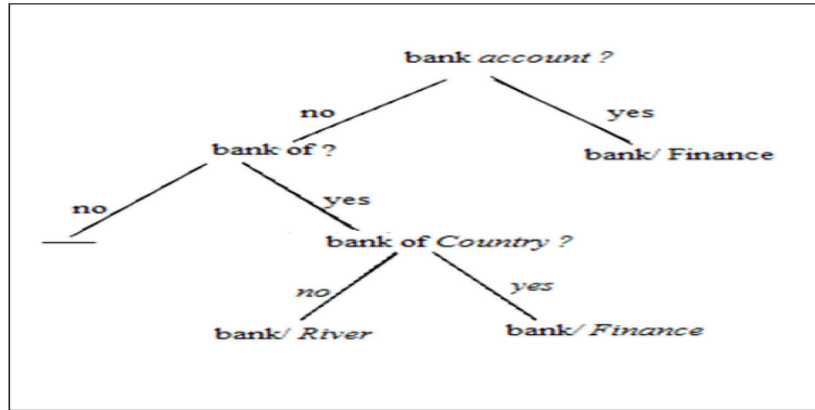 bank account ?
no
yes
bank of ?
bank/ Finance
no
yes
bank of Country ?
no
yes
bank/ River
bank/ Finance